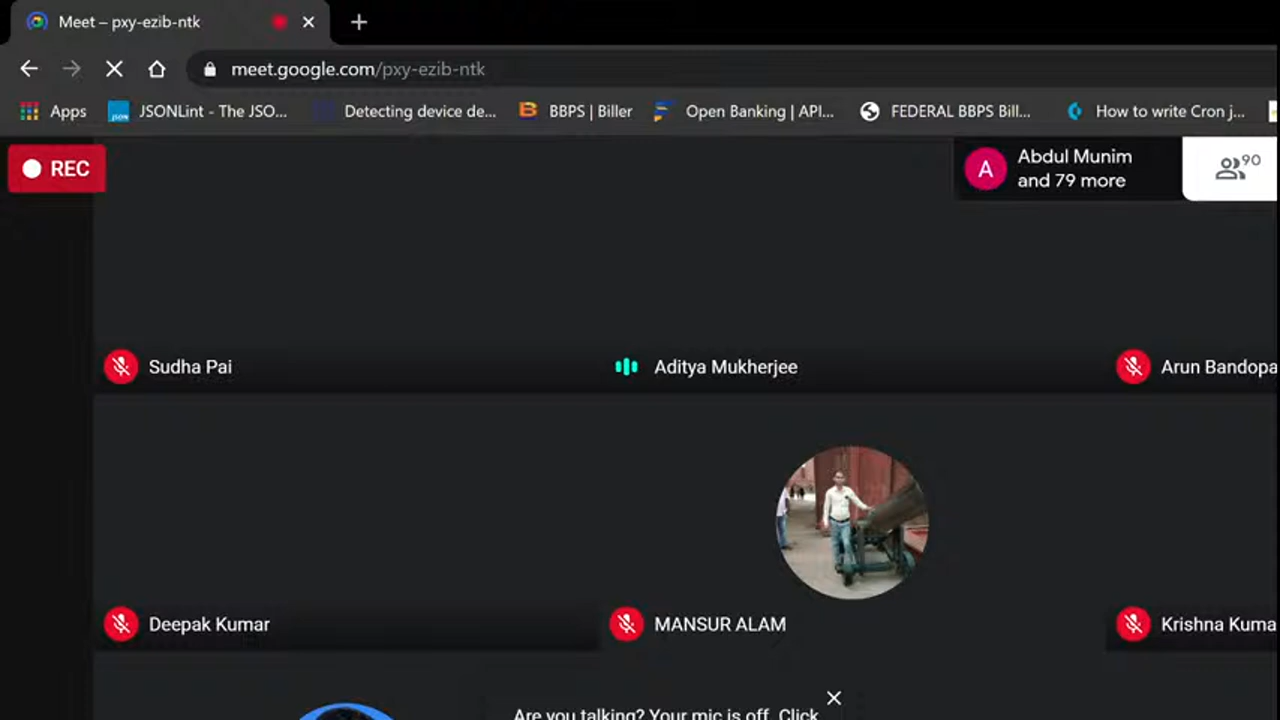 Meet – pxy-ezib-ntk
meet.google.com/pxy-ezib-ntk
Apps JSONLint - The JSO... Detecting device de... BBPS | Biller Open Banking | API... FEDERAL BBPS Bill... How to write Cron j...
REC
Abdul Munim
and 79 more
90
Sudha Pai Aditya Mukherjee Arun Bandopa
Deepak Kumar MANSUR ALAM Krishna Kuma
Are you talking? Your mic is off. Click